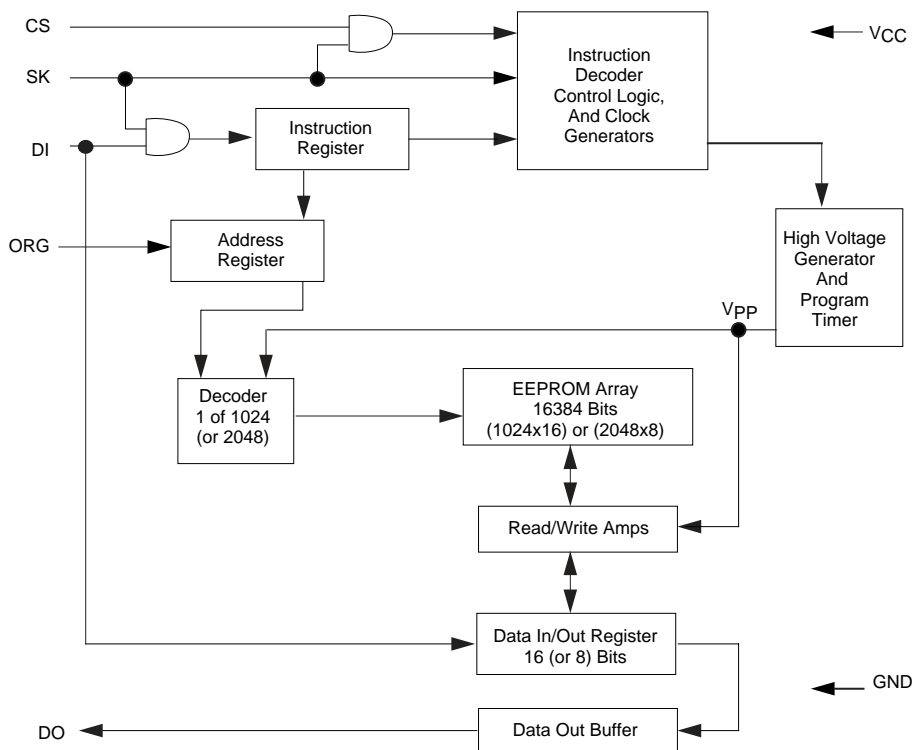 CS
VCC
SK
Instruction
Decoder
Control Logic,
And Clock
Generators
DI
Instruction
Register
ORG
Address
Register
High Voltage
Generator
And
Program
Timer
VPP
Decoder
1 of 1024
(or 2048)
EEPROM Array
16384 Bits
(1024x16) or (2048x8)
Read/Write Amps
Data In/Out Register
16 (or 8) Bits
GND
DO
Data Out Buffer